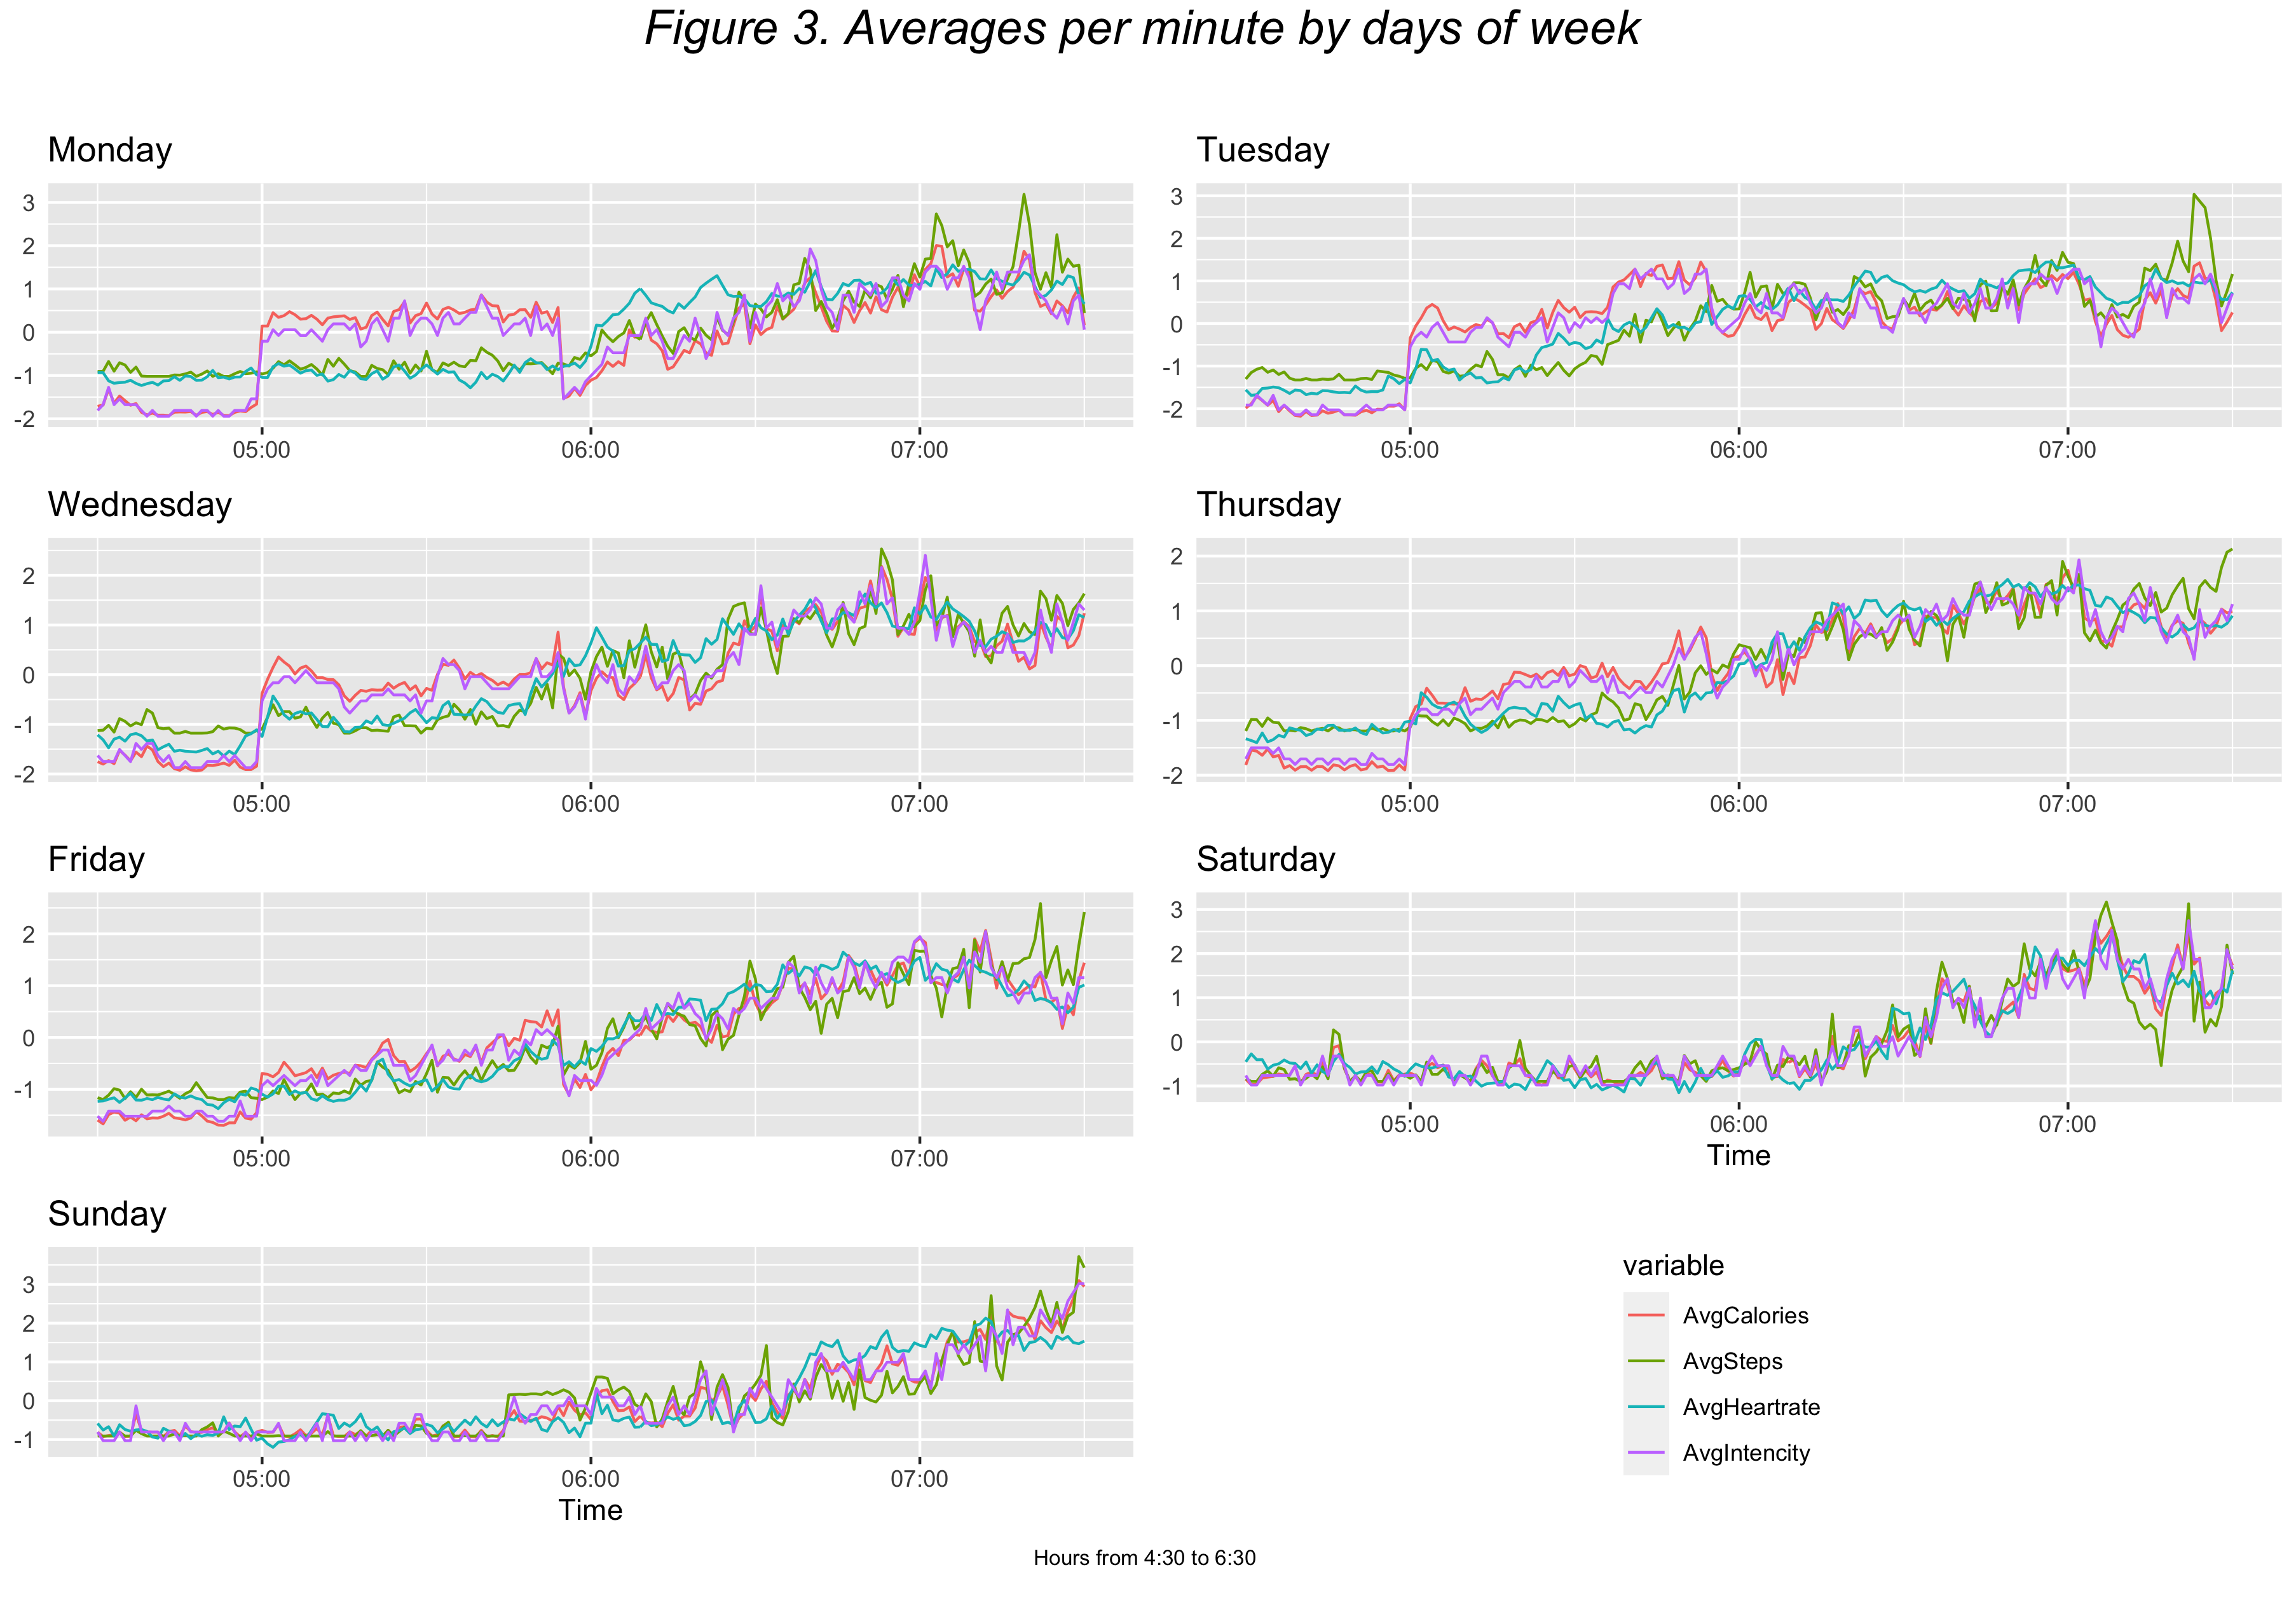 Figure 3. Averages per minute by days of week
Monday
3
2
1
0
-1
-2
05:00 06:00 07:00
Tuesday
3
2
1
0
-1
-2
05:00 06:00 07:00
Wednesday
2
1
0
-1
-2
05:00 06:00 07:00
Thursday
2
1
0
-1
-2
05:00 06:00 07:00
Friday
2
1
0
-1
05:00 06:00 07:00
Saturday
3
2
1
0
-1
05:00 06:00 07:00
Time
Sunday
3
2
1
0
-1
05:00 06:00 07:00
Time
variable
AvgCalories
AvgSteps
AvgHeartrate
AvgIntencity
Hours from 4:30 to 6:30